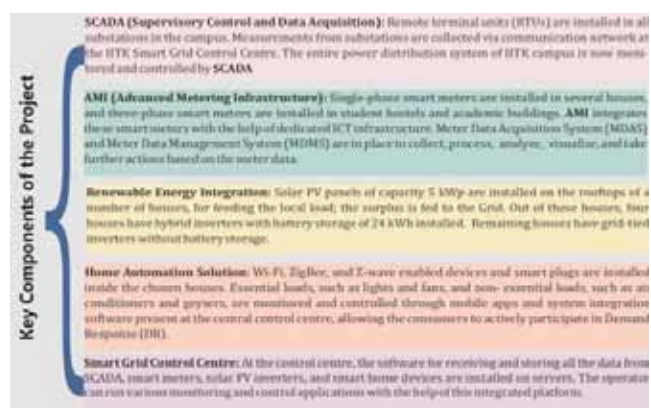 Key Components of the Project
SCADA (Supervisory Control and Data Acquisition): Remote terminal units (RTUs) are installed in all
substations in the campus. Measurements from substations are collected via communication network at
the IITK Smart Grid Control Centre. The entire power distribution system of IITK campus is now moni-
tored and controlled by SCADA
AMI (Advanced Metering Infrastructure): Single-phase smart meters are installed in several houses,
and three-phase smart meters are installed in student hostels and academic buildings. AMI integrates
these smart meters with the help of dedicated ICT infrastructure. Meter Data Acquisition System (MDAS)
and Meter Data Management System (MDMS) are in place to collect, process, analyze, visualize, and take
further actions based on the meter data.
Renewable Energy Integration: Solar PV panels of capacity 5 kWp are installed on the rooftops of a
number of houses, for feeding the local load; the surplus is fed to the Grid. Out of these houses, four
houses have hybrid inverters with battery storage of 24 kWh installed. Remaining houses have grid-tied
inverters without battery storage.
Home Automation Solution: Wi-Fi, ZigBee, and Z-wave enabled devices and smart plugs are installed
inside the chosen houses. Essential loads, such as lights and fans, and non- essential loads, such as air
conditioners and geysers, are monitored and controlled through mobile apps and system integration
software present at the central control centre, allowing the consumers to actively participate in Demand
Response (DR).
Smart Grid Control Centre: At the control centre, the software for receiving and storing all the data from
SCADA, smart meters, solar PV inverters, and smart home devices are installed on servers. The operator
can run various monitoring and control applications with the help of this integrated platform.